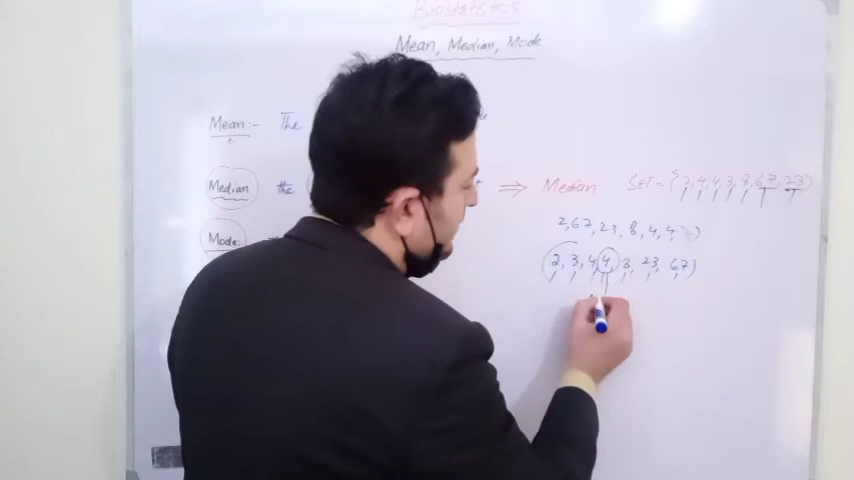 Biostatistics
Mean, Median, Mode
Mean:- The
Median the ⇒ Median SET = {2,4,4,3,8,67,23}
2,67,23,8,4,4, )
Mode:-
(2,3,4,4,8,23,67)